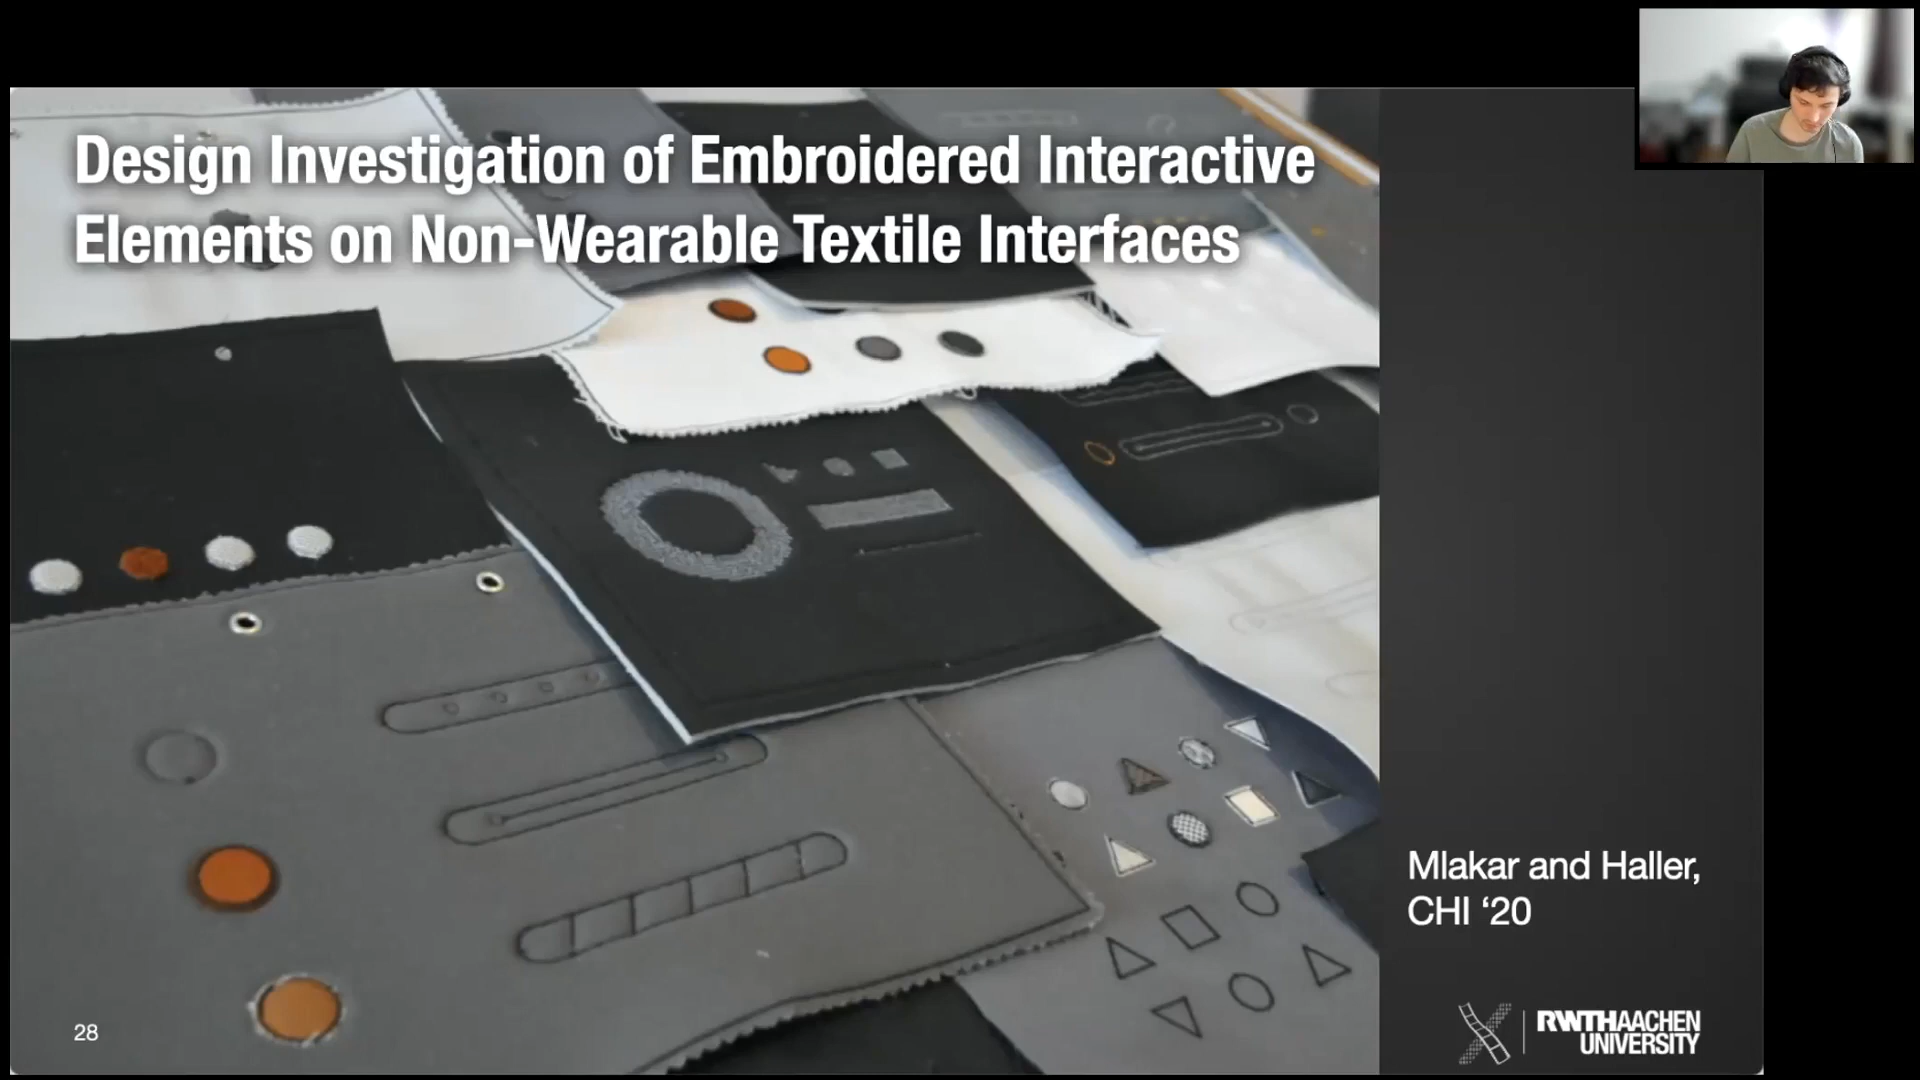 Design Investigation of Embroidered Interactive
Elements on Non-Wearable Textile Interfaces
Mlakar and Haller,
CHI ‘20
28
RWTHAACHEN
UNIVERSITY